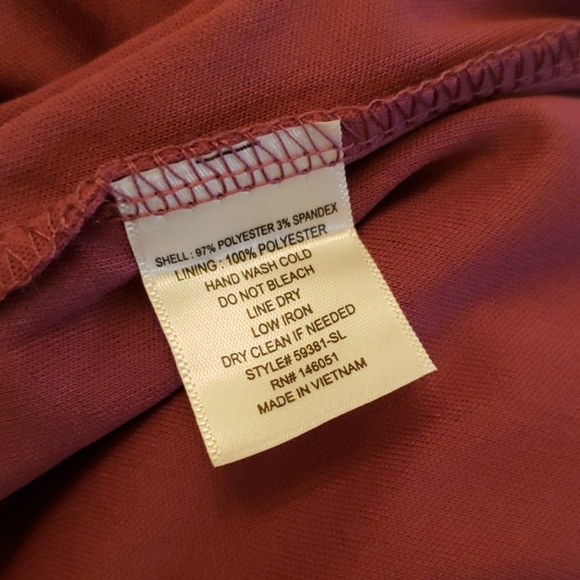 SHELL : 97% POLYESTER 3% SPANDEX
LINING : 100% POLYESTER
HAND WASH COLD
DO NOT BLEACH
LINE DRY
LOW IRON
DRY CLEAN IF NEEDED
STYLE# 59381-SL
RN# 146051
MADE IN VIETNAM